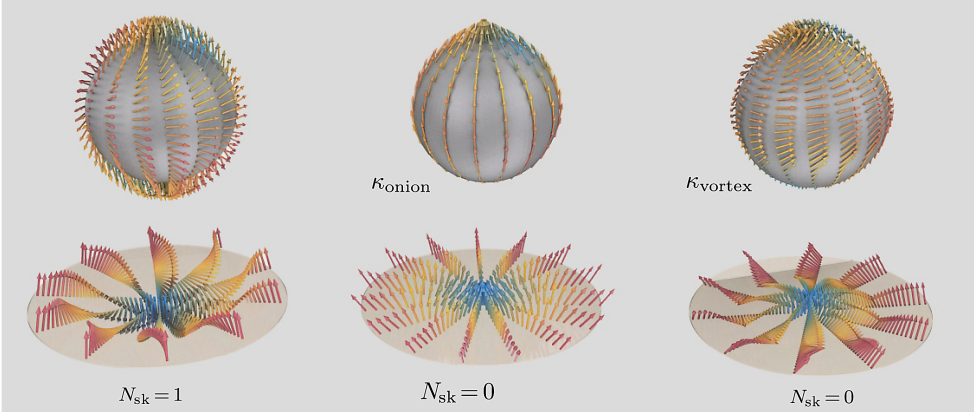 κonion
κvortex
Nsk = 1
Nsk = 0
Nsk = 0